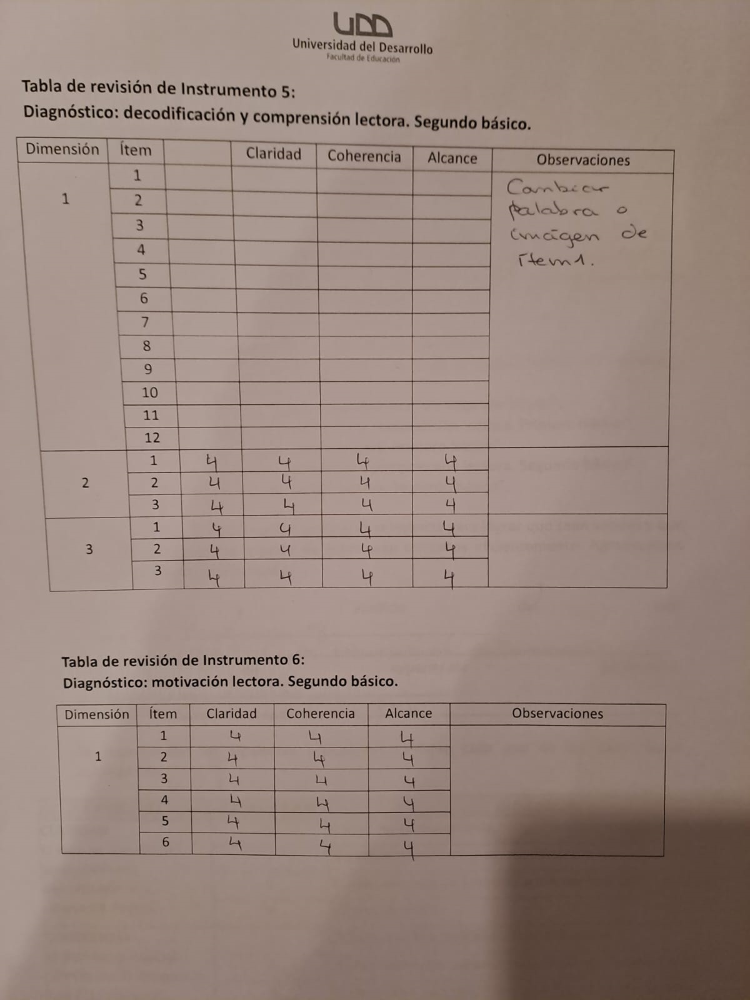 UDD
Universidad del Desarrollo
Facultad de Educación
Tabla de revisión de Instrumento 5:
Diagnóstico: decodificación y comprensión lectora. Segundo básico.
Dimensión Ítem Claridad Coherencia Alcance Observaciones
1
1
2
3
4
5
6
7
8
9
10
11
12
Cambiar
palabra o
imágen de
ítem 1.
2
1 4 4 4 4
2 4 4 4 4
3 4 4 4 4
3
1 4 4 4 4
2 4 4 4 4
3 4 4 4 4
Tabla de revisión de Instrumento 6:
Diagnóstico: motivación lectora. Segundo básico.
Dimensión Ítem Claridad Coherencia Alcance Observaciones
1
1 4 4 4
2 4 4 4
3 4 4 4
4 4 4 4
5 4 4 4
6 4 4 4